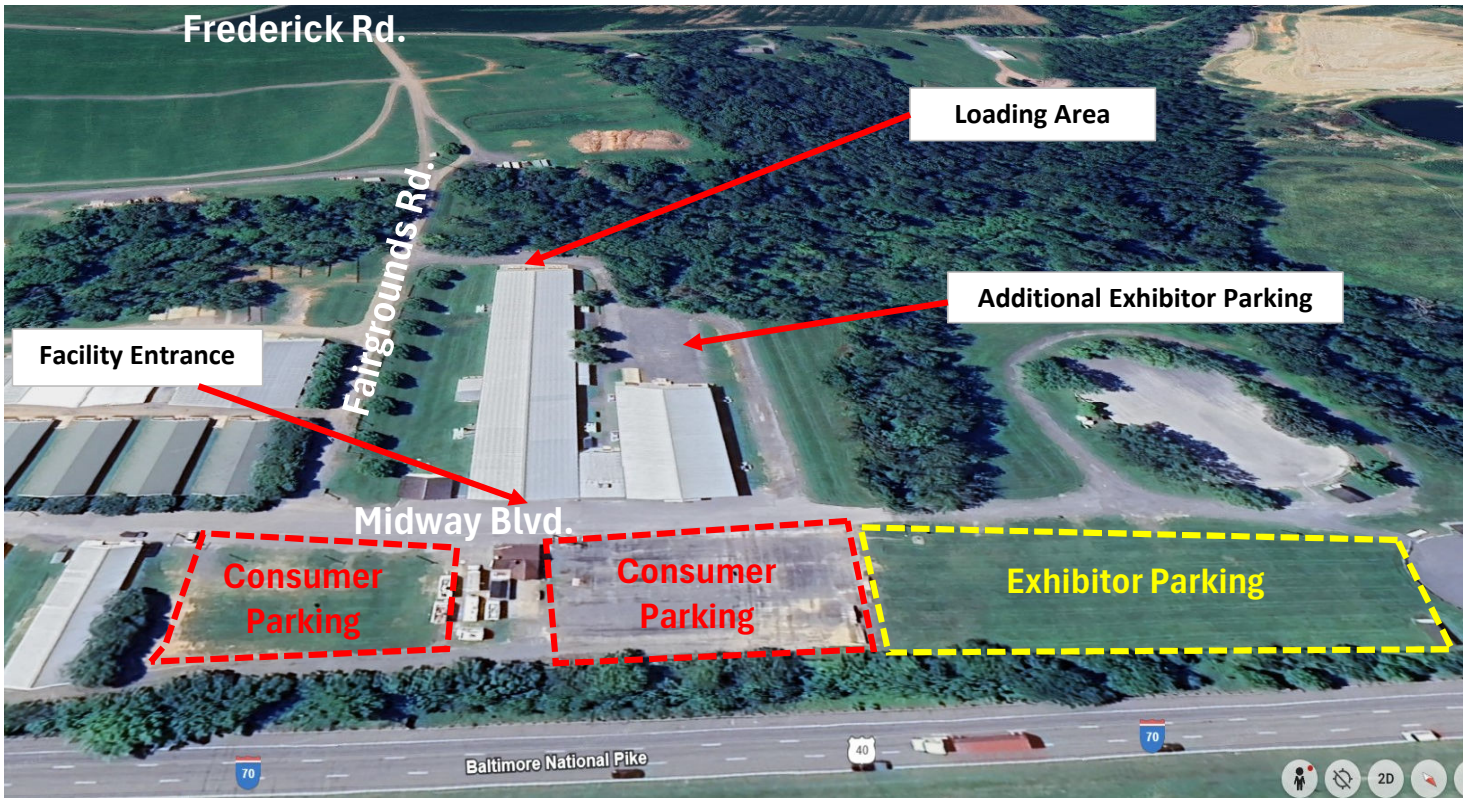 Frederick Rd.
Loading Area
Fairgrounds Rd.
Additional Exhibitor Parking
Facility Entrance
Midway Blvd.
Consumer
Parking
Consumer
Parking
Exhibitor Parking
70
Baltimore National Pike
40
70
2D